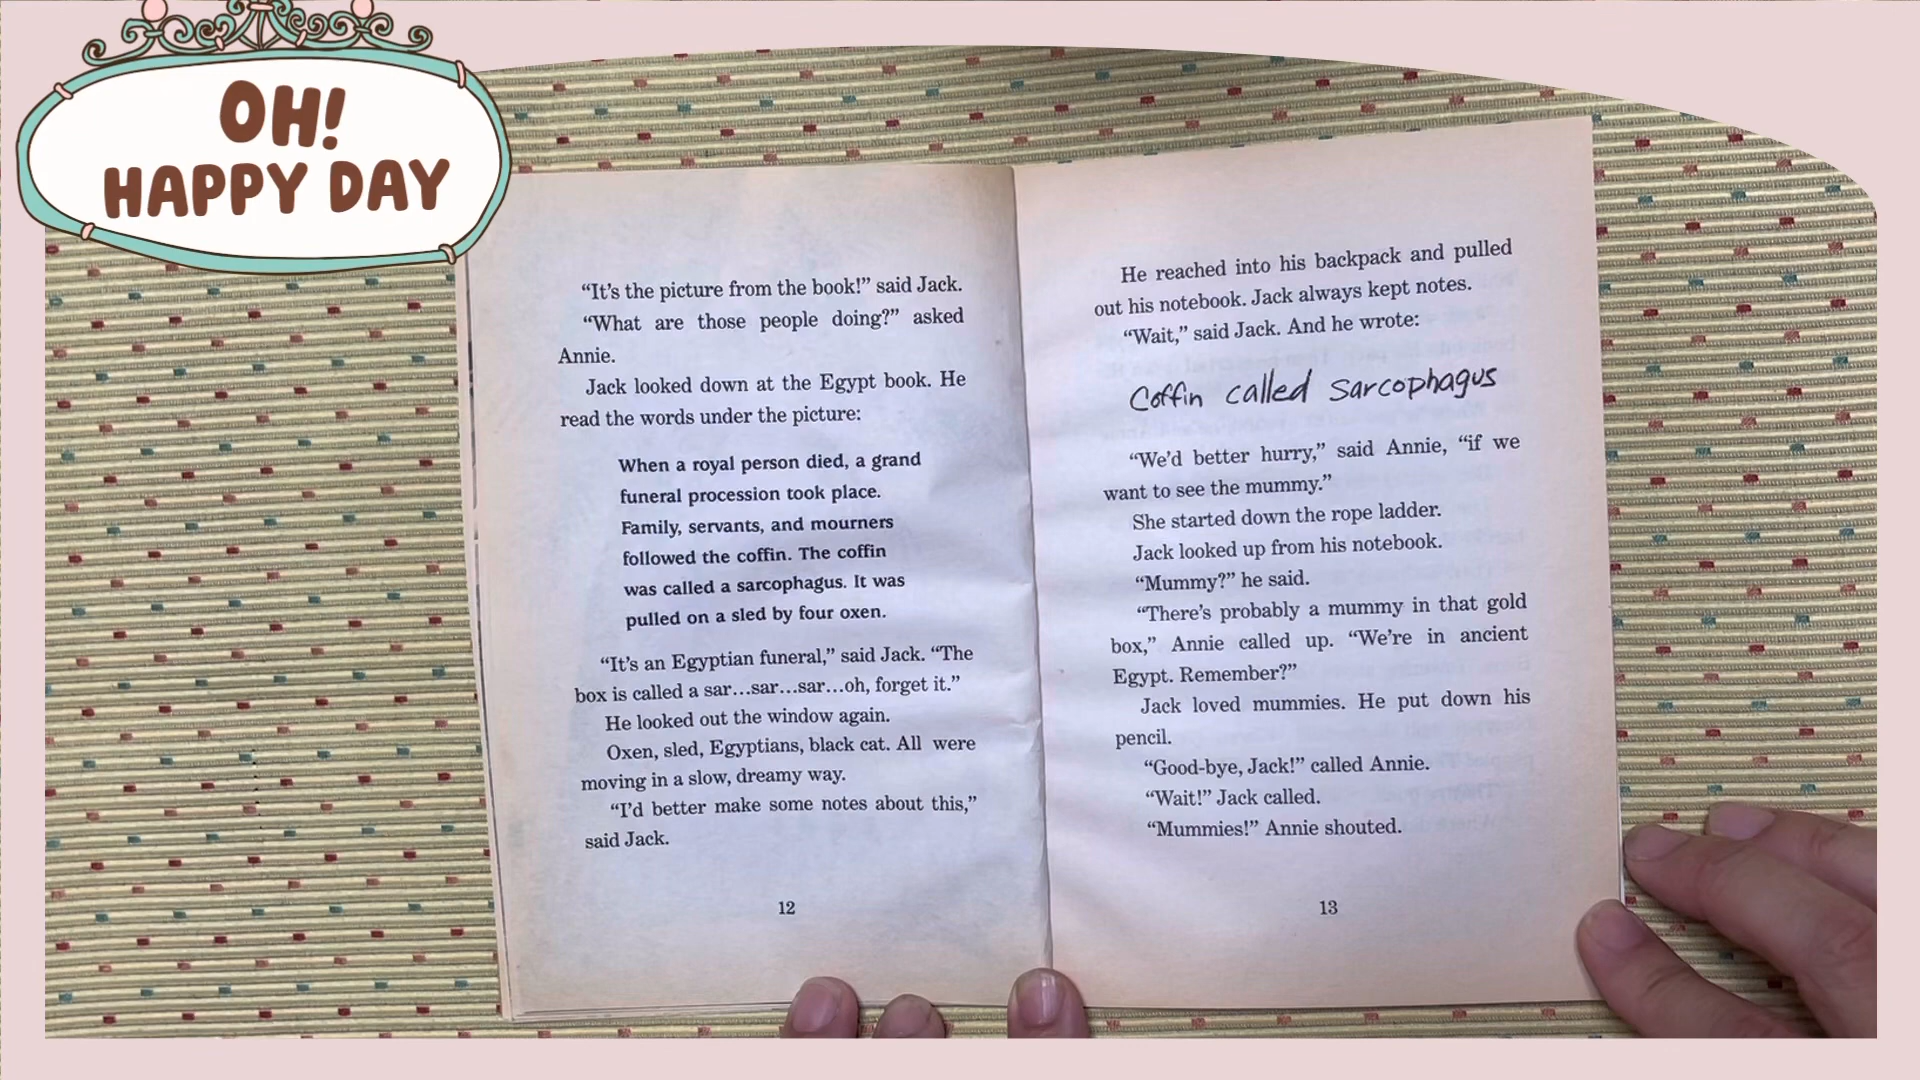 OH!
HAPPY DAY
“It’s the picture from the book!” said Jack.
“What are those people doing?” asked
Annie.
Jack looked down at the Egypt book. He
read the words under the picture:
When a royal person died, a grand
funeral procession took place.
Family, servants, and mourners
followed the coffin. The coffin
was called a sarcophagus. It was
pulled on a sled by four oxen.
“It’s an Egyptian funeral,” said Jack. “The
box is called a sar…sar…sar…oh, forget it.”
He looked out the window again.
Oxen, sled, Egyptians, black cat. All were
moving in a slow, dreamy way.
“I’d better make some notes about this,”
said Jack.
12
He reached into his backpack and pulled
out his notebook. Jack always kept notes.
“Wait,” said Jack. And he wrote:
Coffin called sarcophagus
“We’d better hurry,” said Annie, “if we
want to see the mummy.”
She started down the rope ladder.
Jack looked up from his notebook.
“Mummy?” he said.
“There’s probably a mummy in that gold
box,” Annie called up. “We’re in ancient
Egypt. Remember?”
Jack loved mummies. He put down his
pencil.
“Good-bye, Jack!” called Annie.
“Wait!” Jack called.
“Mummies!” Annie shouted.
13